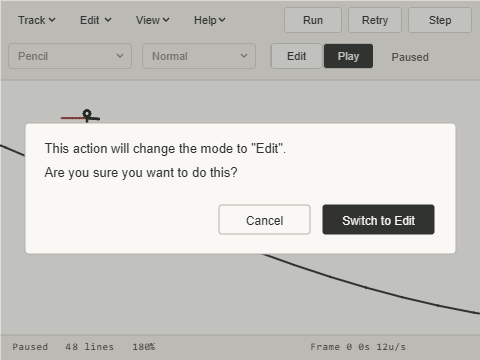 Track Edit View Help Run Retry Step
Pencil Normal Edit Play Paused
This action will change the mode to "Edit".
Are you sure you want to do this?
Cancel Switch to Edit
Paused 48 lines 180% Frame 0 0s 12u/s